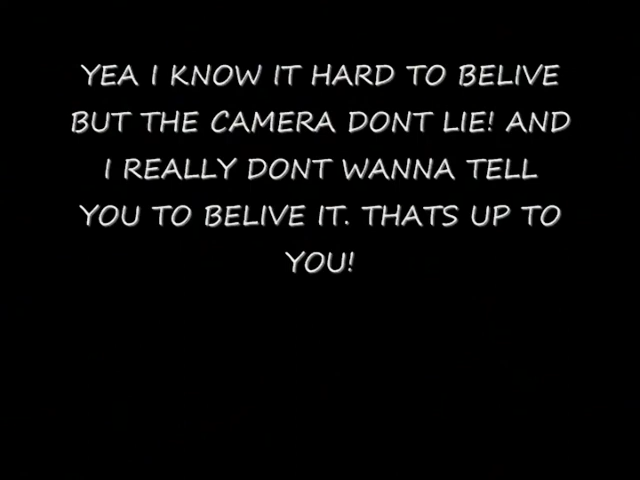 YEA I KNOW IT HARD TO BELIVE
BUT THE CAMERA DONT LIE! AND
I REALLY DONT WANNA TELL
YOU TO BELIVE IT. THATS UP TO
YOU!